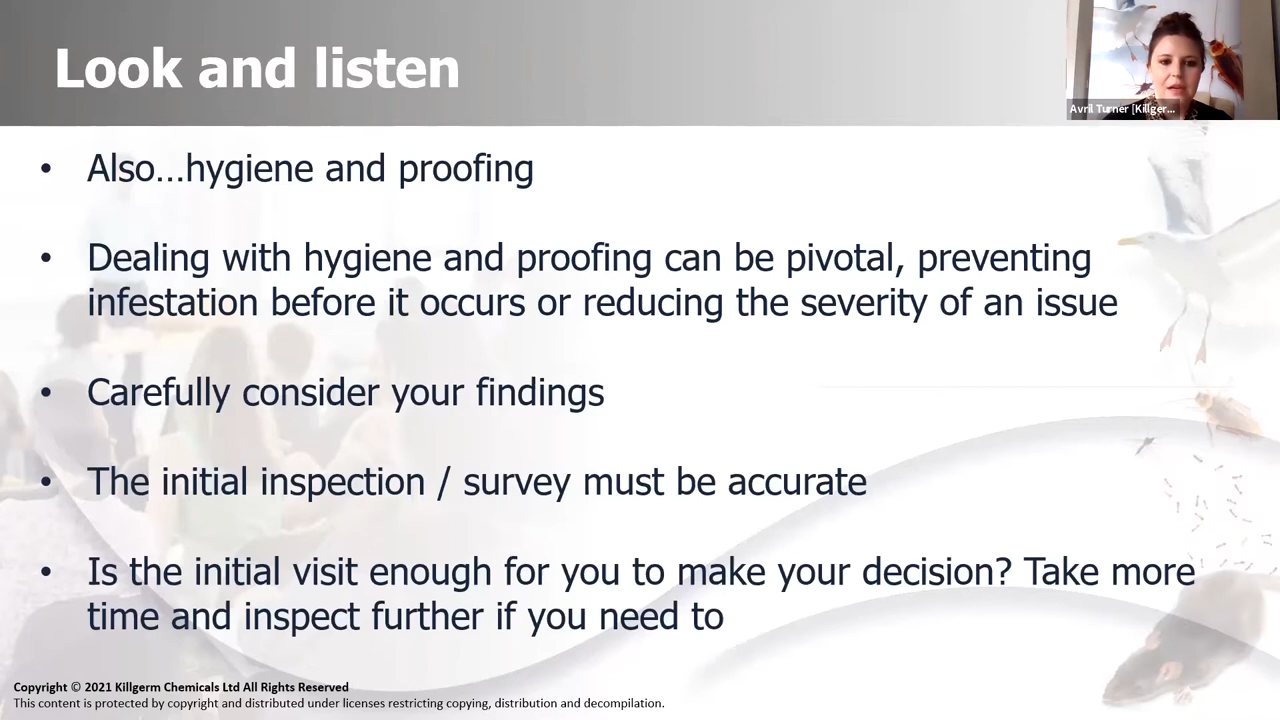 Look and listen
Avril Turner [Killger...
• Also...hygiene and proofing
• Dealing with hygiene and proofing can be pivotal, preventing
infestation before it occurs or reducing the severity of an issue
• Carefully consider your findings
• The initial inspection / survey must be accurate
• Is the initial visit enough for you to make your decision? Take more
time and inspect further if you need to
Copyright © 2021 Killgerm Chemicals Ltd All Rights Reserved
This content is protected by copyright and distributed under licenses restricting copying, distribution and decompilation.